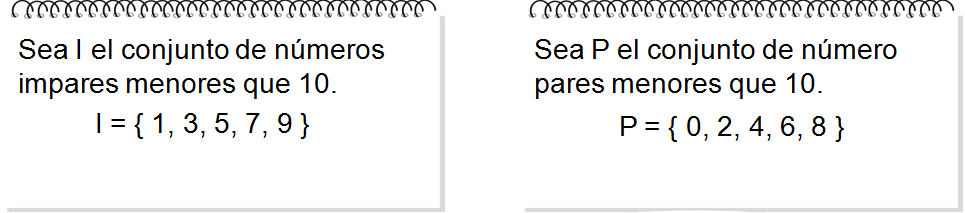 Sea I el conjunto de números
impares menores que 10.
I = { 1, 3, 5, 7, 9 }
Sea P el conjunto de número
pares menores que 10.
P = { 0, 2, 4, 6, 8 }